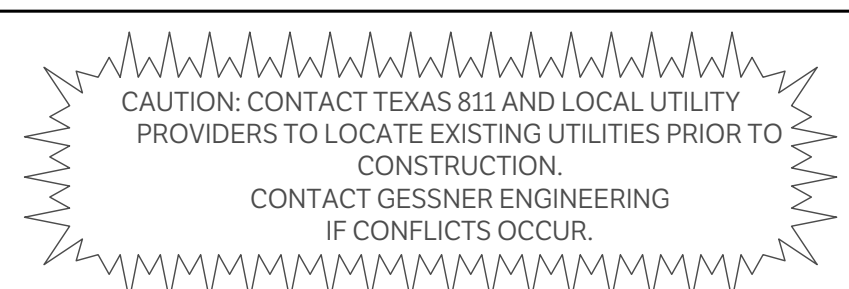 CAUTION: CONTACT TEXAS 811 AND LOCAL UTILITY
PROVIDERS TO LOCATE EXISTING UTILITIES PRIOR TO
CONSTRUCTION.
CONTACT GESSNER ENGINEERING
IF CONFLICTS OCCUR.